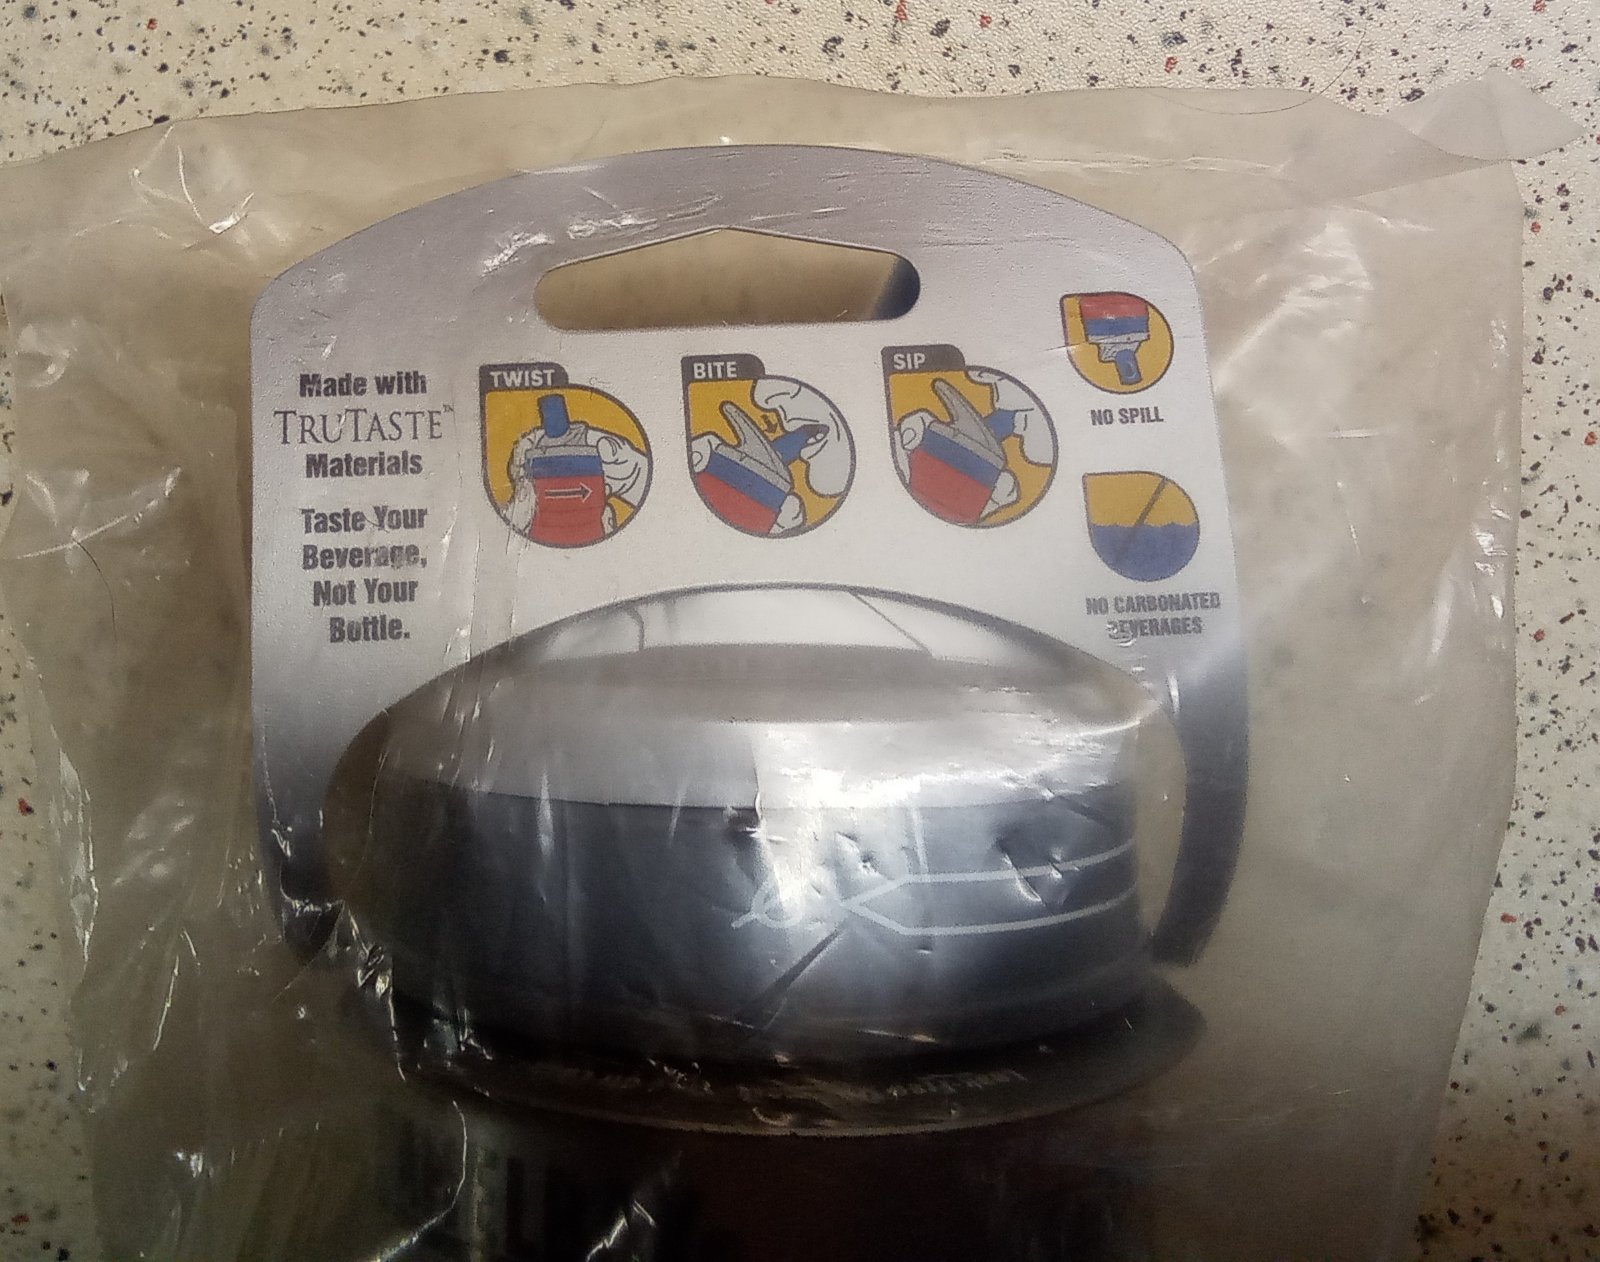 Made with
TRUTASTE™
Materials
Taste Your
Beverage,
Not Your
Bottle.
TWIST
BITE
SIP
NO SPILL
NO CARBONATED
BEVERAGES